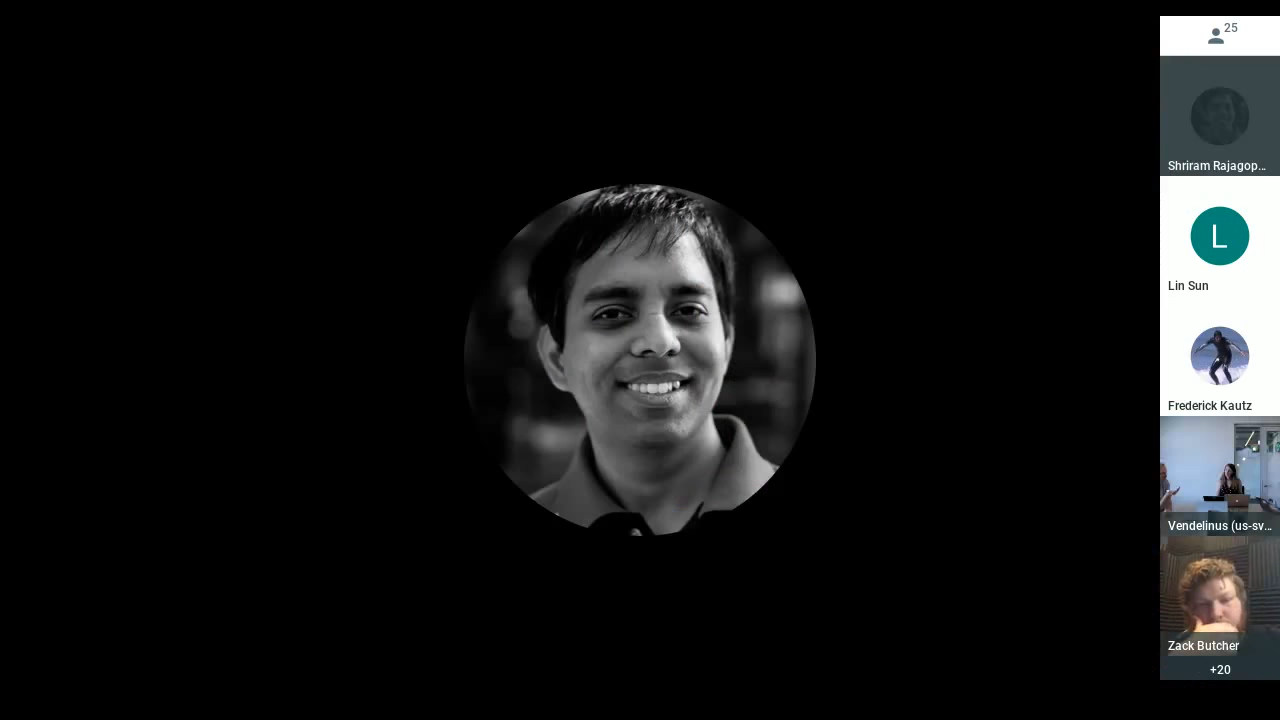 25
Shriram Rajagop...
L
Lin Sun
Frederick Kautz
Vendelinus (us-sv...
Zack Butcher
+20